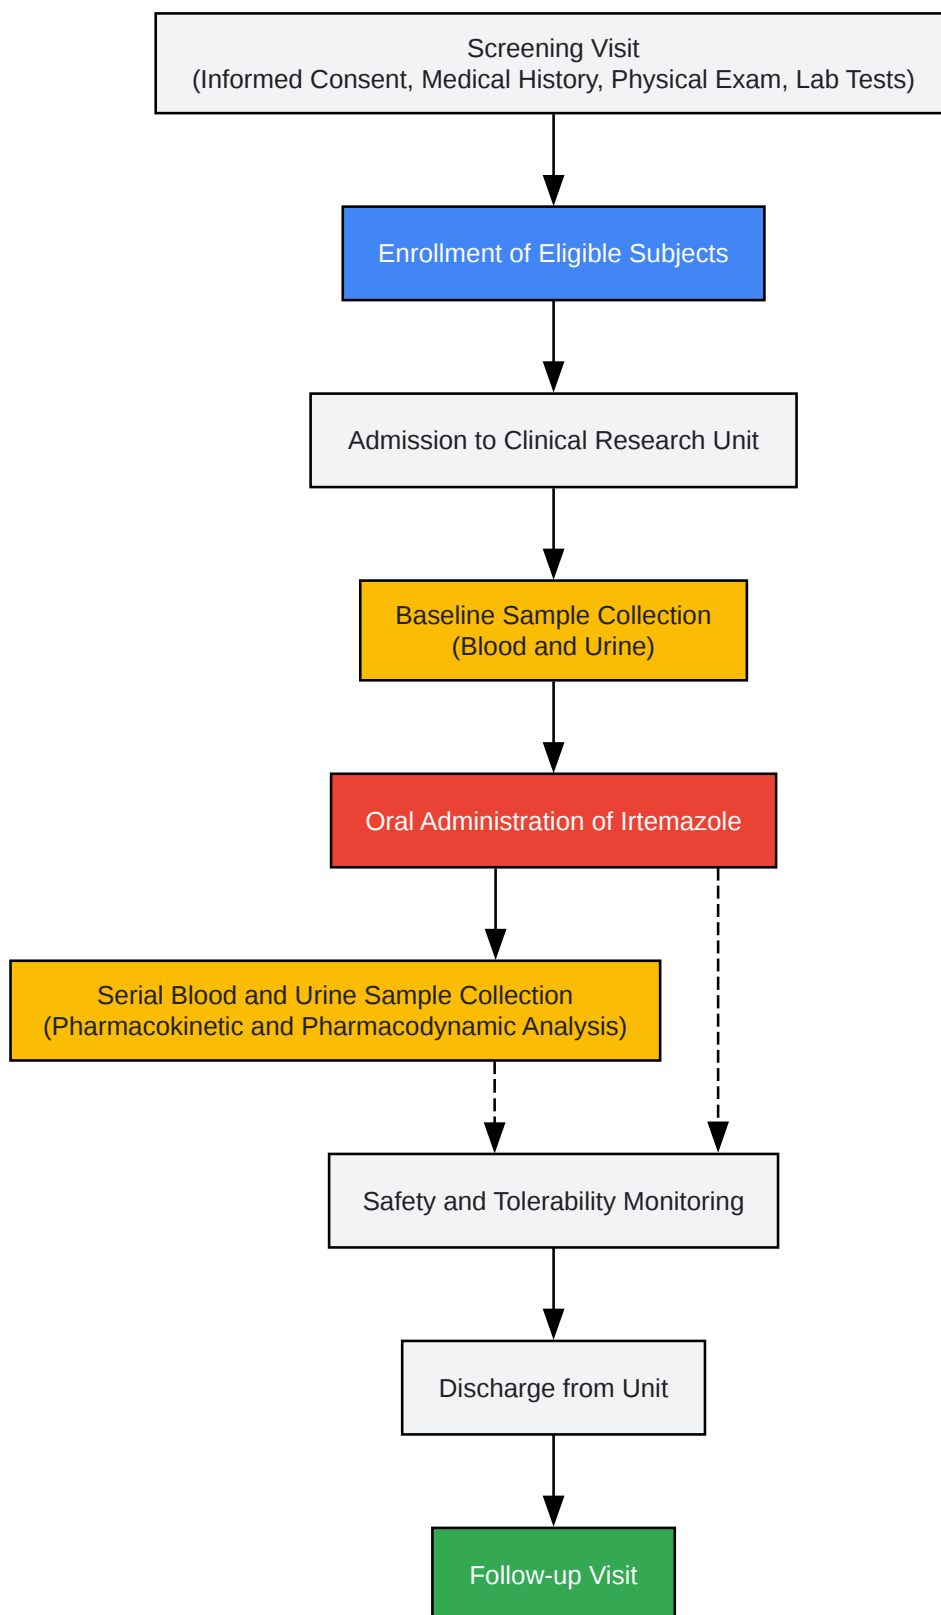 Screening Visit
(Informed Consent, Medical History, Physical Exam, Lab Tests)
Enrollment of Eligible Subjects
Admission to Clinical Research Unit
Baseline Sample Collection
(Blood and Urine)
Oral Administration of Irtemazole
Serial Blood and Urine Sample Collection
(Pharmacokinetic and Pharmacodynamic Analysis)
Safety and Tolerability Monitoring
Discharge from Unit
Follow-up Visit